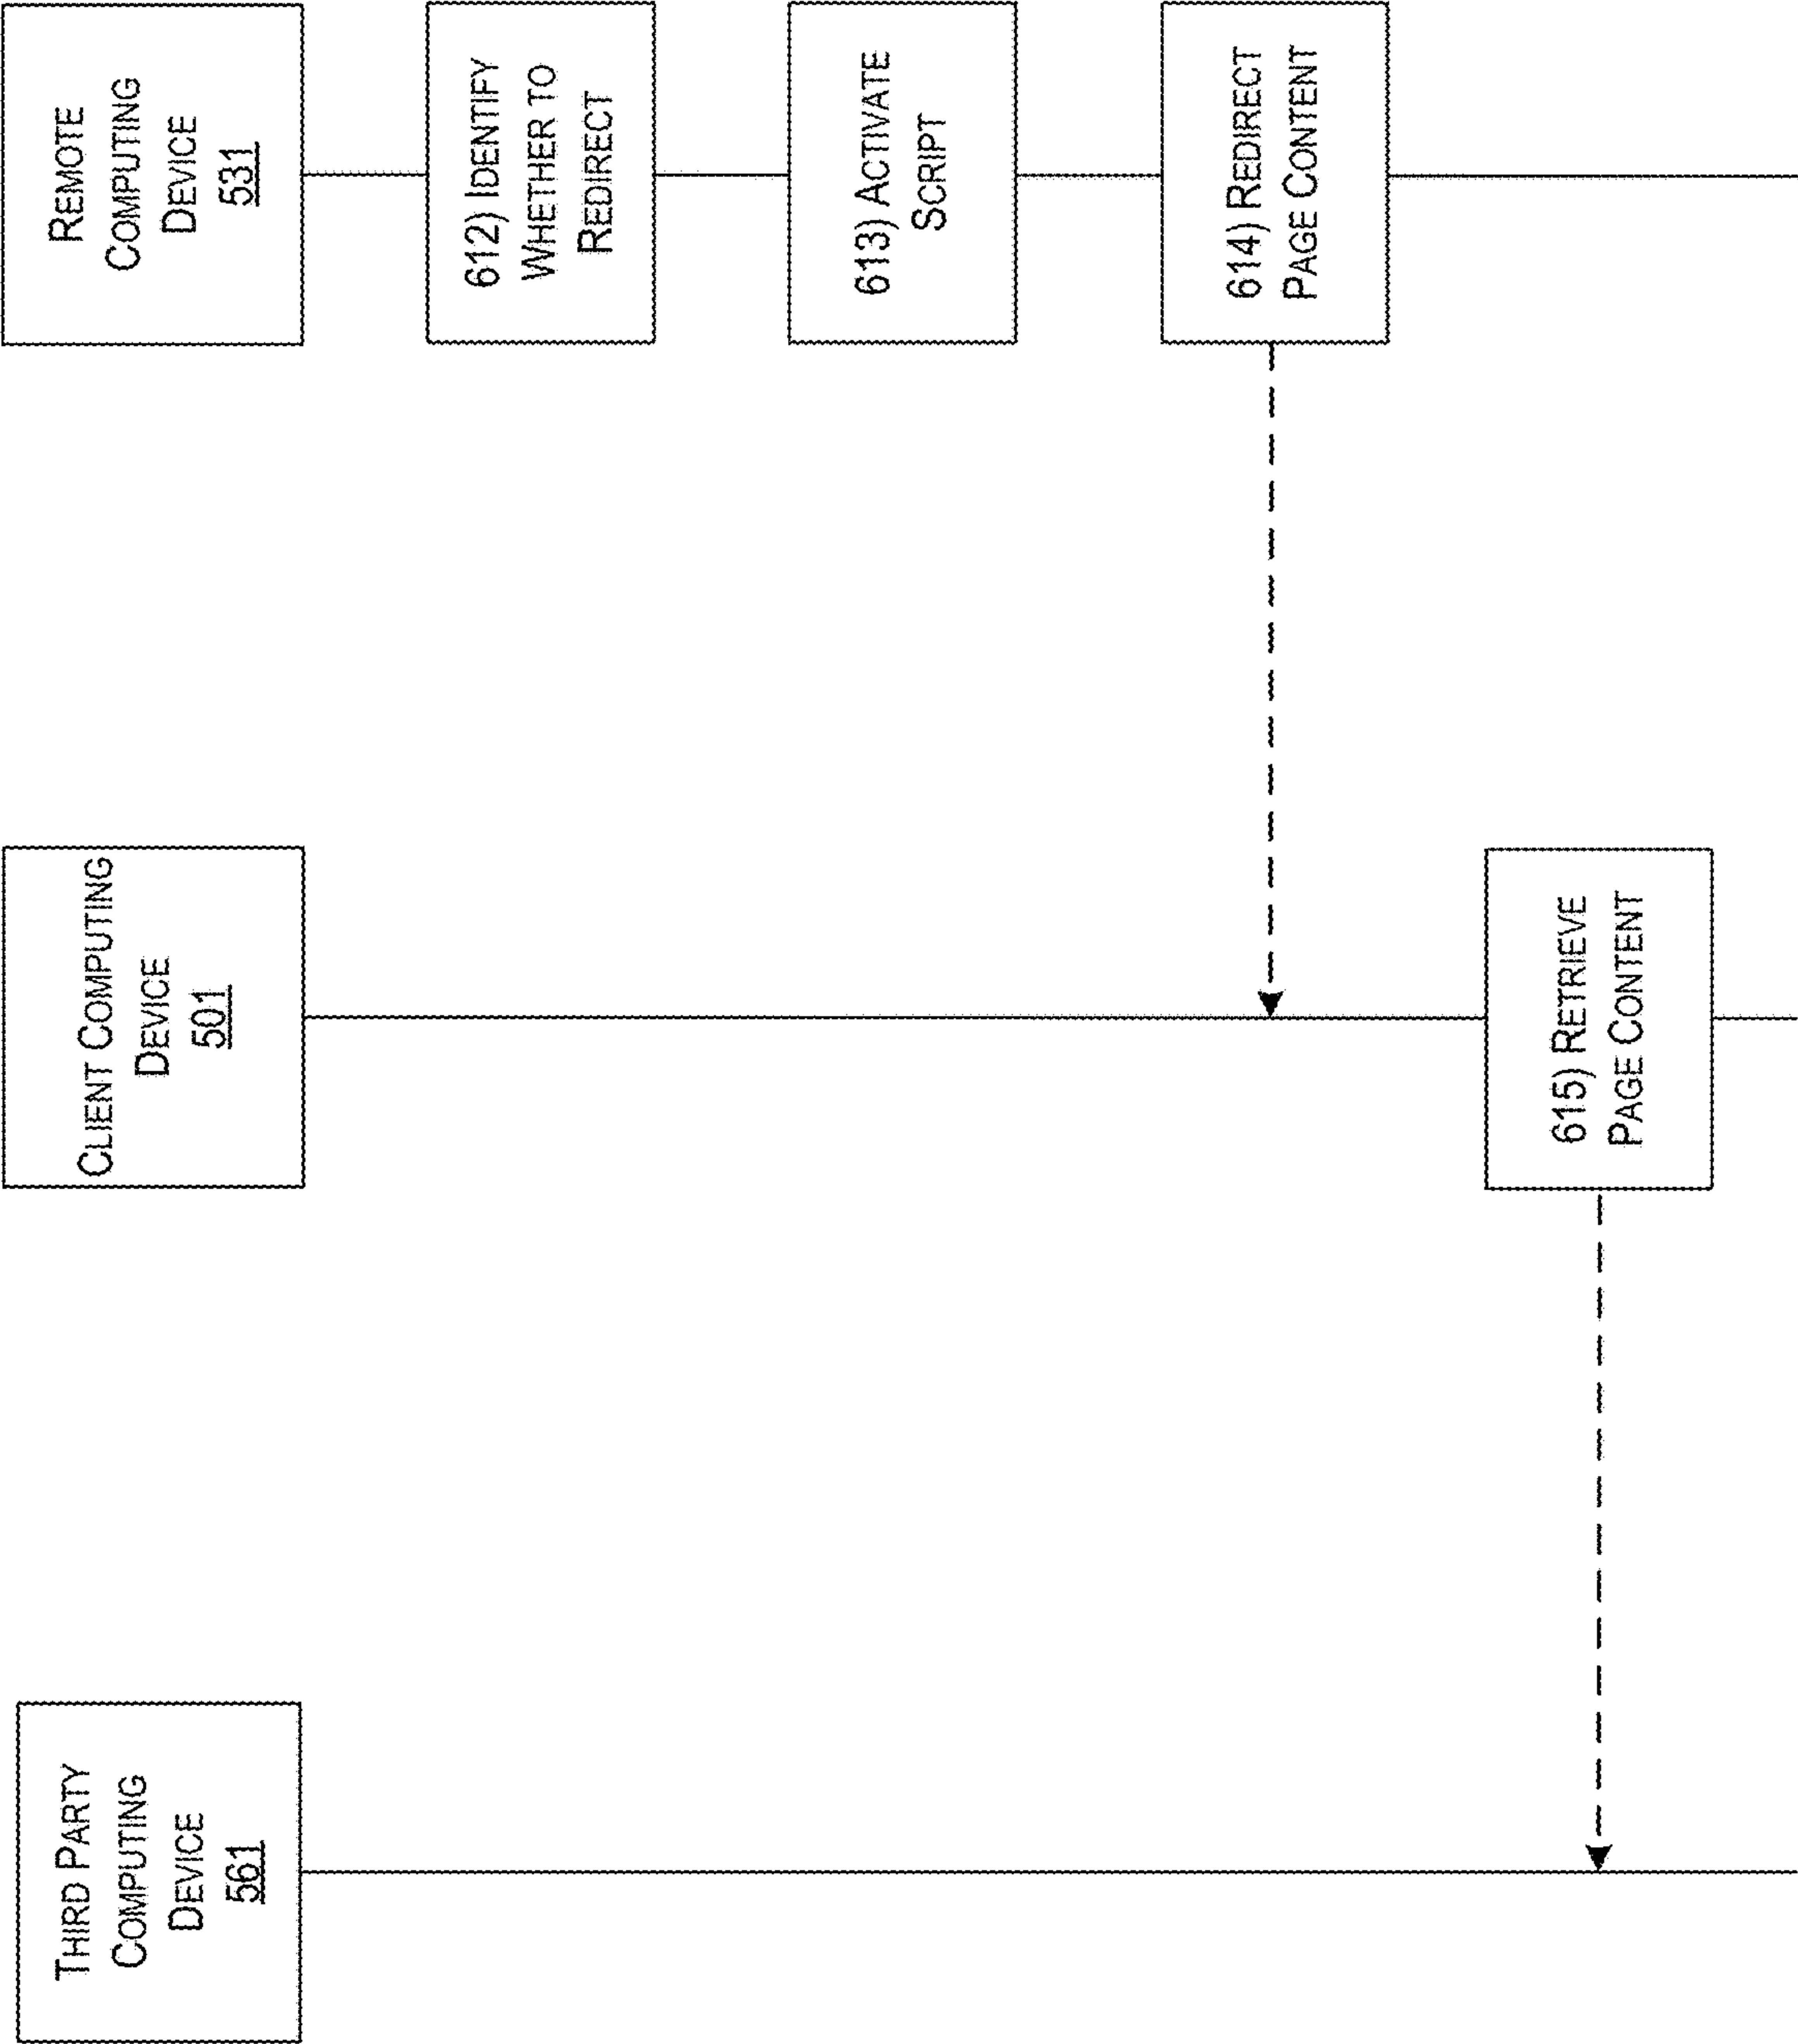 THIRD PARTY
COMPUTING
DEVICE
561
CLIENT COMPUTING
DEVICE
501
REMOTE
COMPUTING
DEVICE
531
612) IDENTIFY
WHETHER TO
REDIRECT
613) ACTIVATE
SCRIPT
614) REDIRECT
PAGE CONTENT
615) RETRIEVE
PAGE CONTENT